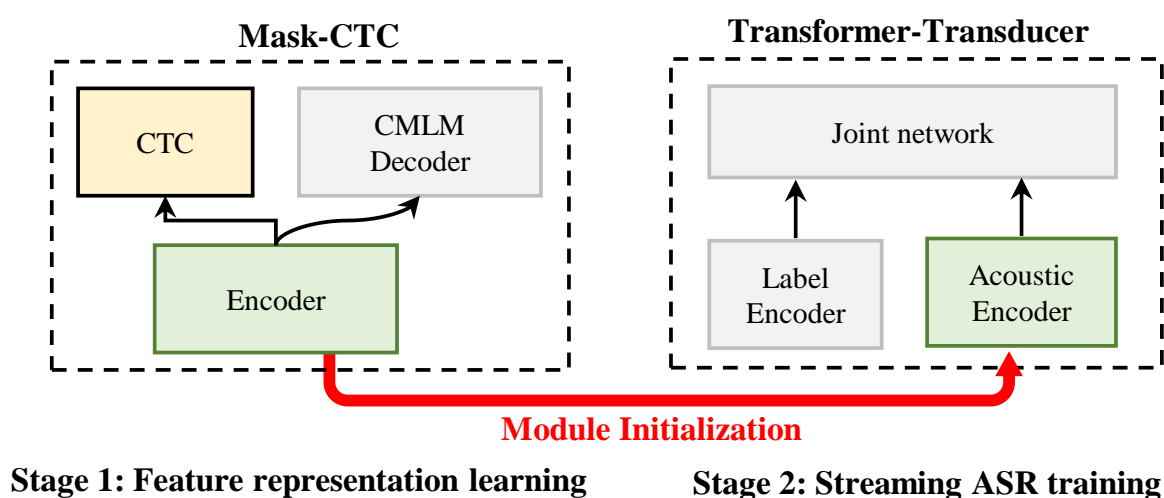 Mask-CTC
CTC
CMLM
Decoder
Encoder
Transformer-Transducer
Joint network
Label
Encoder
Acoustic
Encoder
Module Initialization
Stage 1: Feature representation learning
Stage 2: Streaming ASR training